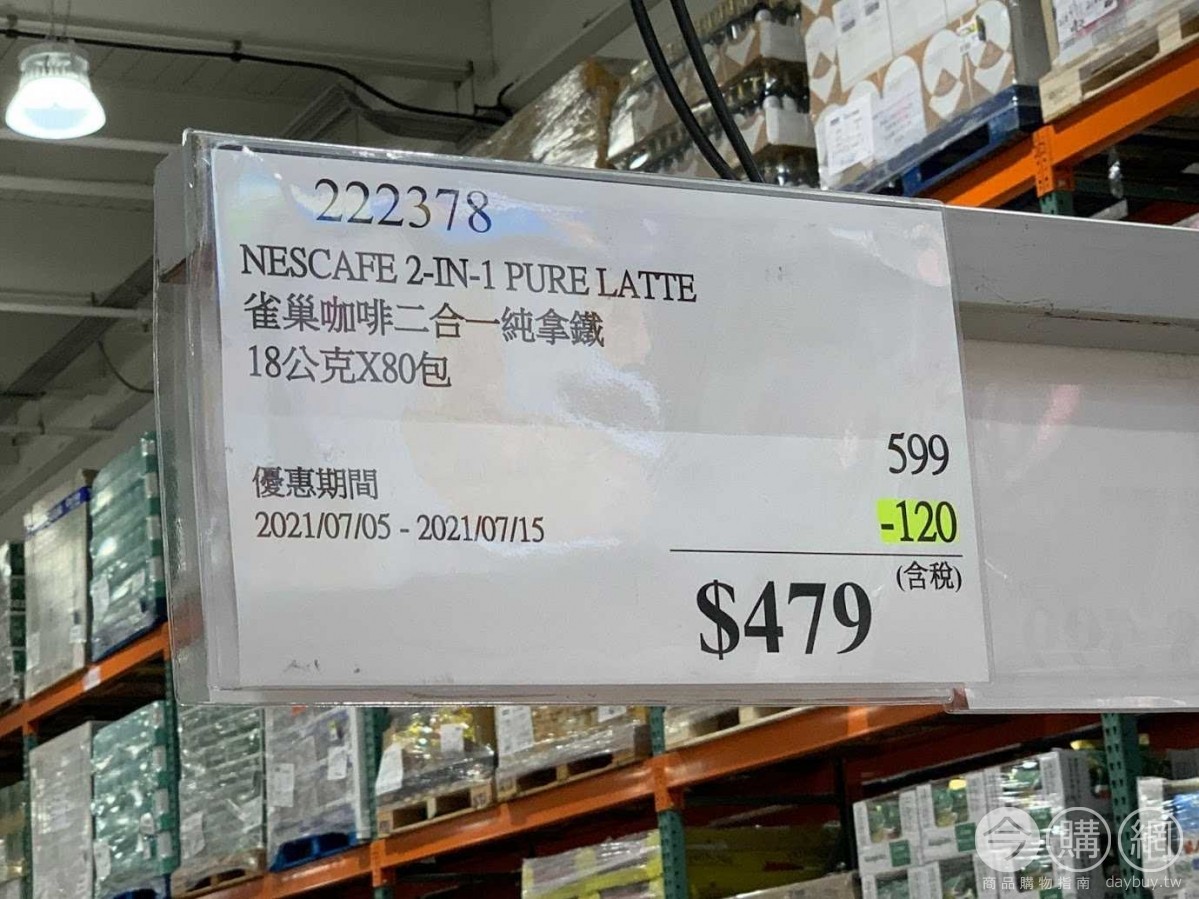 222378
NESCAFE 2-IN-1 PURE LATTE
雀巢咖啡二合一純拿鐵
18公克X80包
599
優惠期間
-120
2021/07/05 - 2021/07/15
(含稅)
$479
今購網
商品購物指南 daybuy.tw